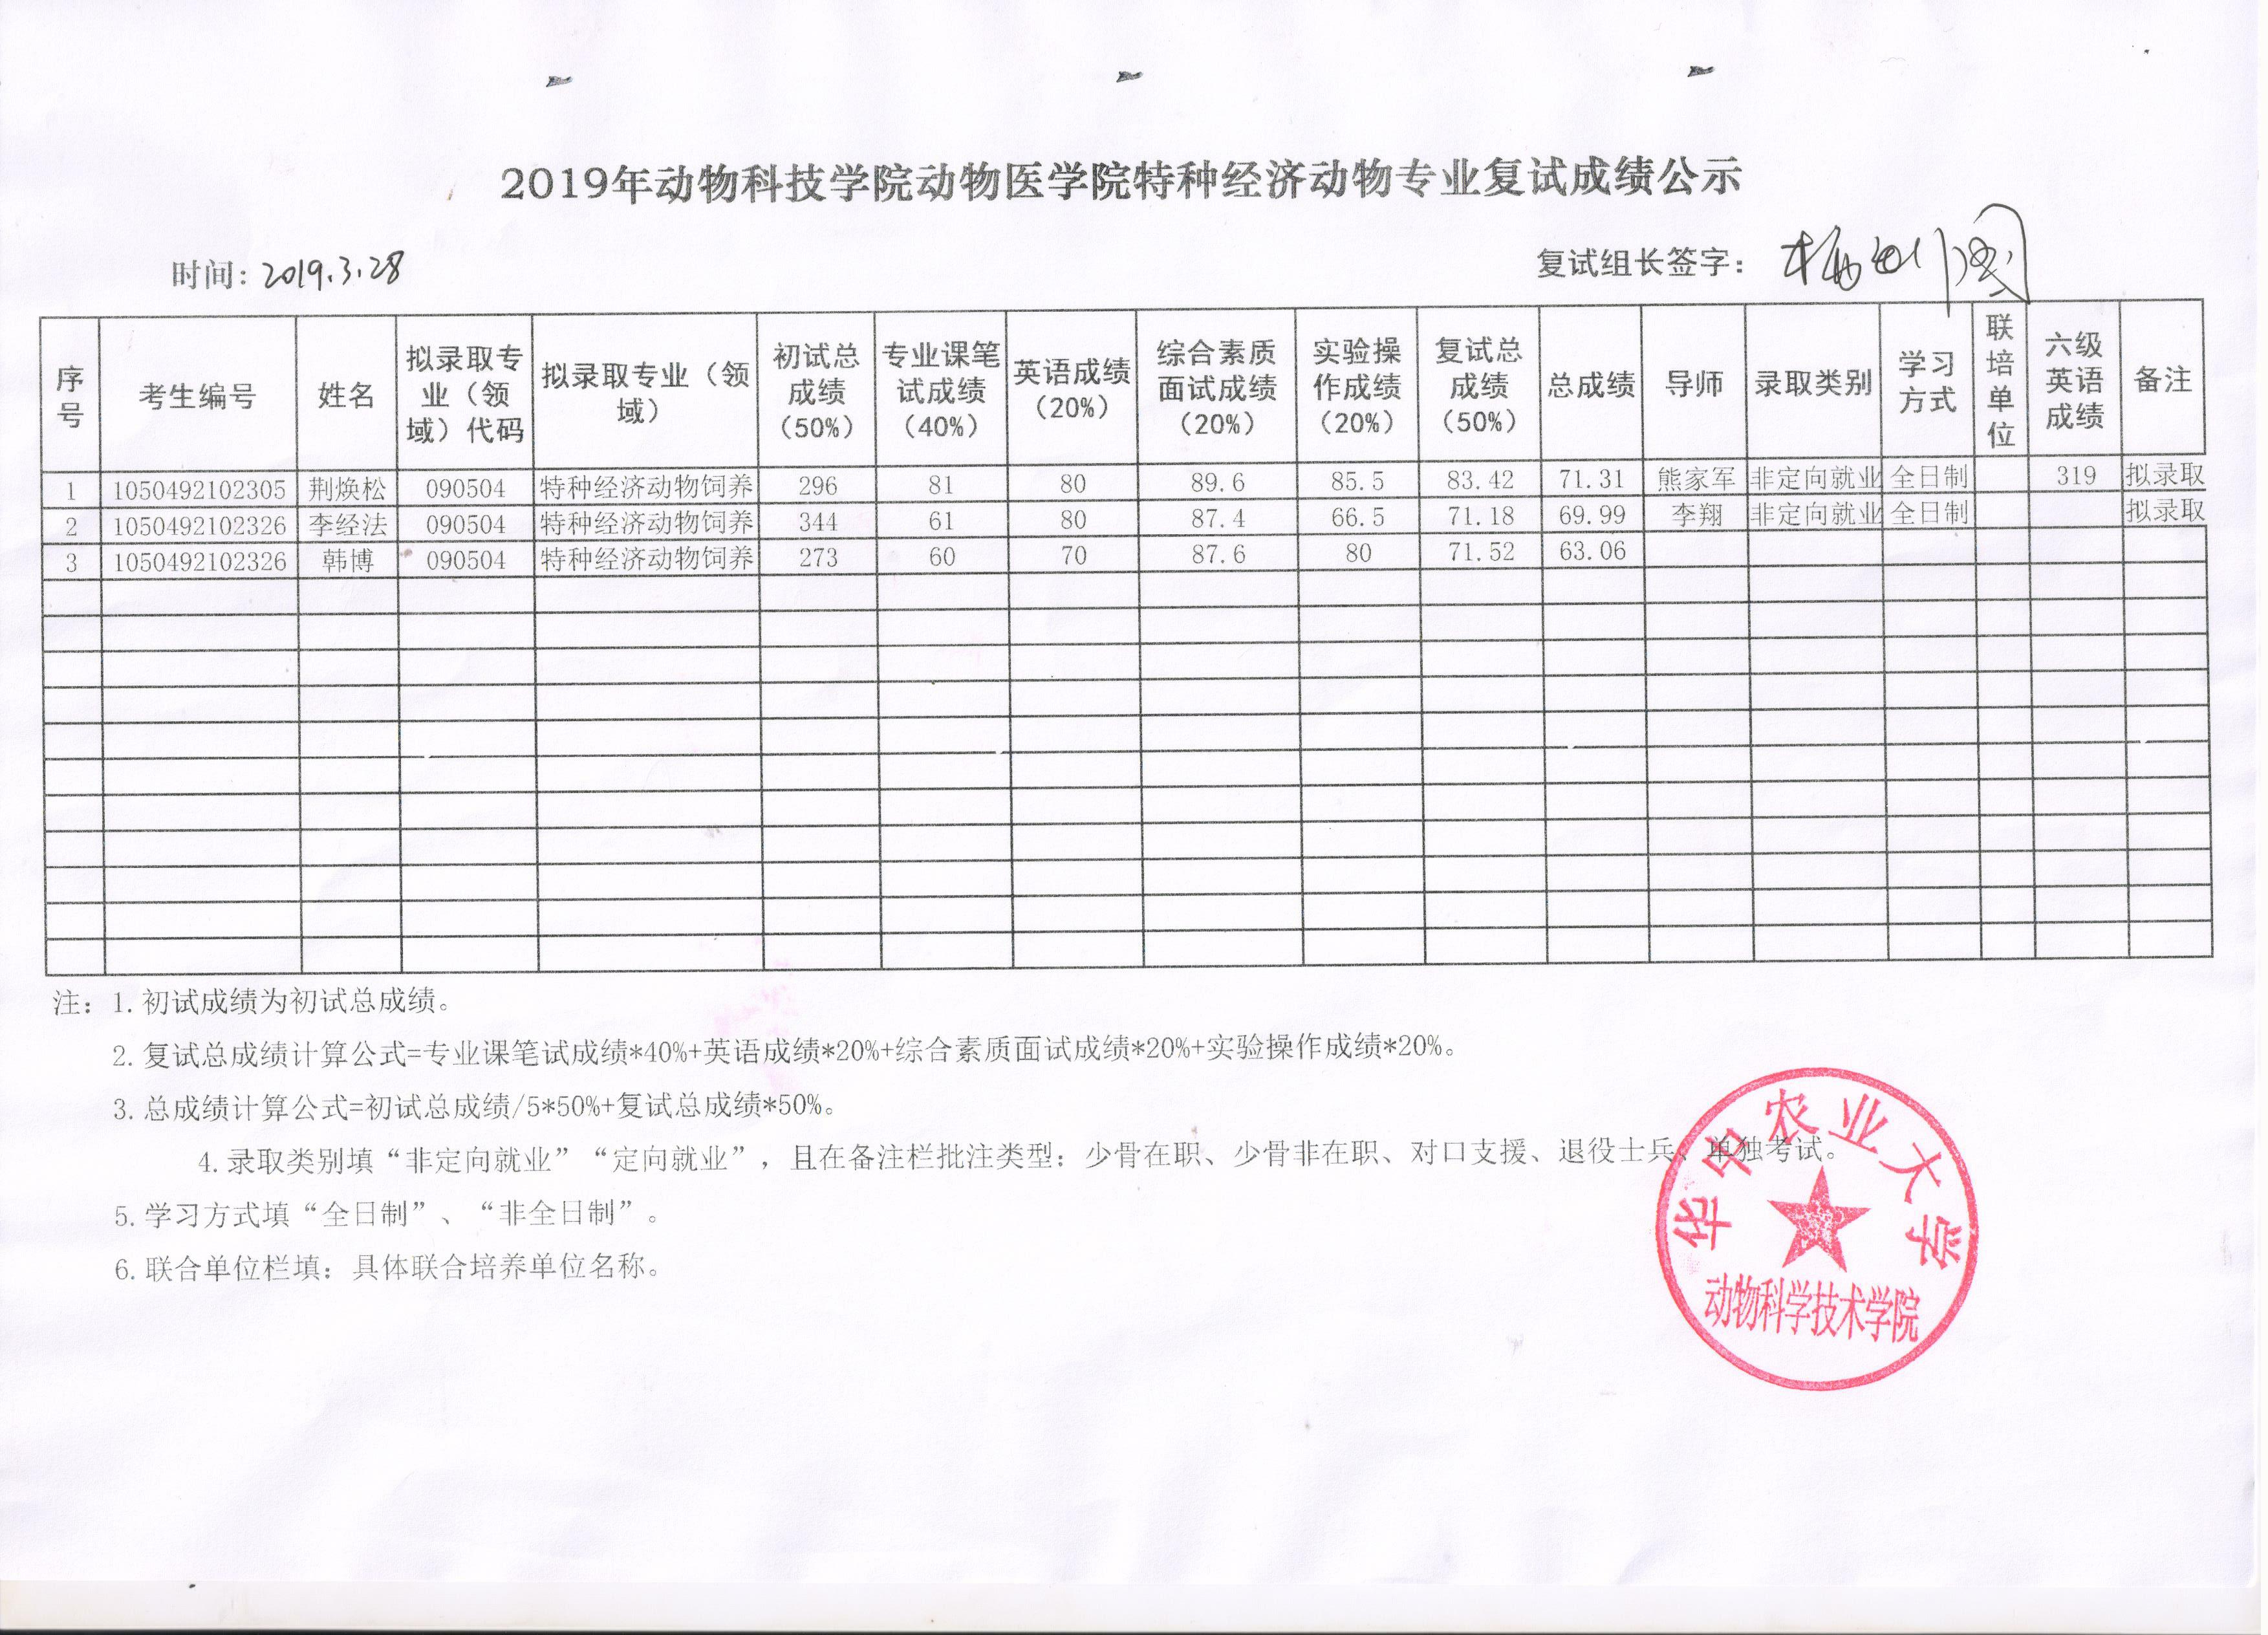 2019年动物科技学院动物医学院特种经济动物专业复试成绩公示
时间：2019.3.28 复试组长签字：
序号 考生编号 姓名 拟录取专业（领域）代码 拟录取专业（领域） 初试总成绩（50%） 专业课笔试成绩（40%） 英语成绩（20%） 综合素质面试成绩（20%） 实验操作成绩（20%） 复试总成绩（50%） 总成绩 导师 录取类别 学习方式 联培单位 六级英语成绩 备注
1 1050492102305 荆焕松 090504 特种经济动物饲养 296 81 80 89.6 85.5 83.42 71.31 熊家军 非定向就业 全日制 319 拟录取
2 1050492102326 李经法 090504 特种经济动物饲养 344 61 80 87.4 66.5 71.18 69.99 李翔 非定向就业 全日制 拟录取
3 1050492102326 韩博 090504 特种经济动物饲养 273 60 70 87.6 80 71.52 63.06
注：1.初试成绩为初试总成绩。
2.复试总成绩计算公式=专业课笔试成绩*40%+英语成绩*20%+综合素质面试成绩*20%+实验操作成绩*20%。
3.总成绩计算公式=初试总成绩/5*50%+复试总成绩*50%。
4.录取类别填“非定向就业”“定向就业”，且在备注栏批注类型：少骨在职、少骨非在职、对口支援、退役士兵、单独考试。
5.学习方式填“全日制”、“非全日制”。
6.联合单位栏填：具体联合培养单位名称。
华中农业大学
动物科学技术学院